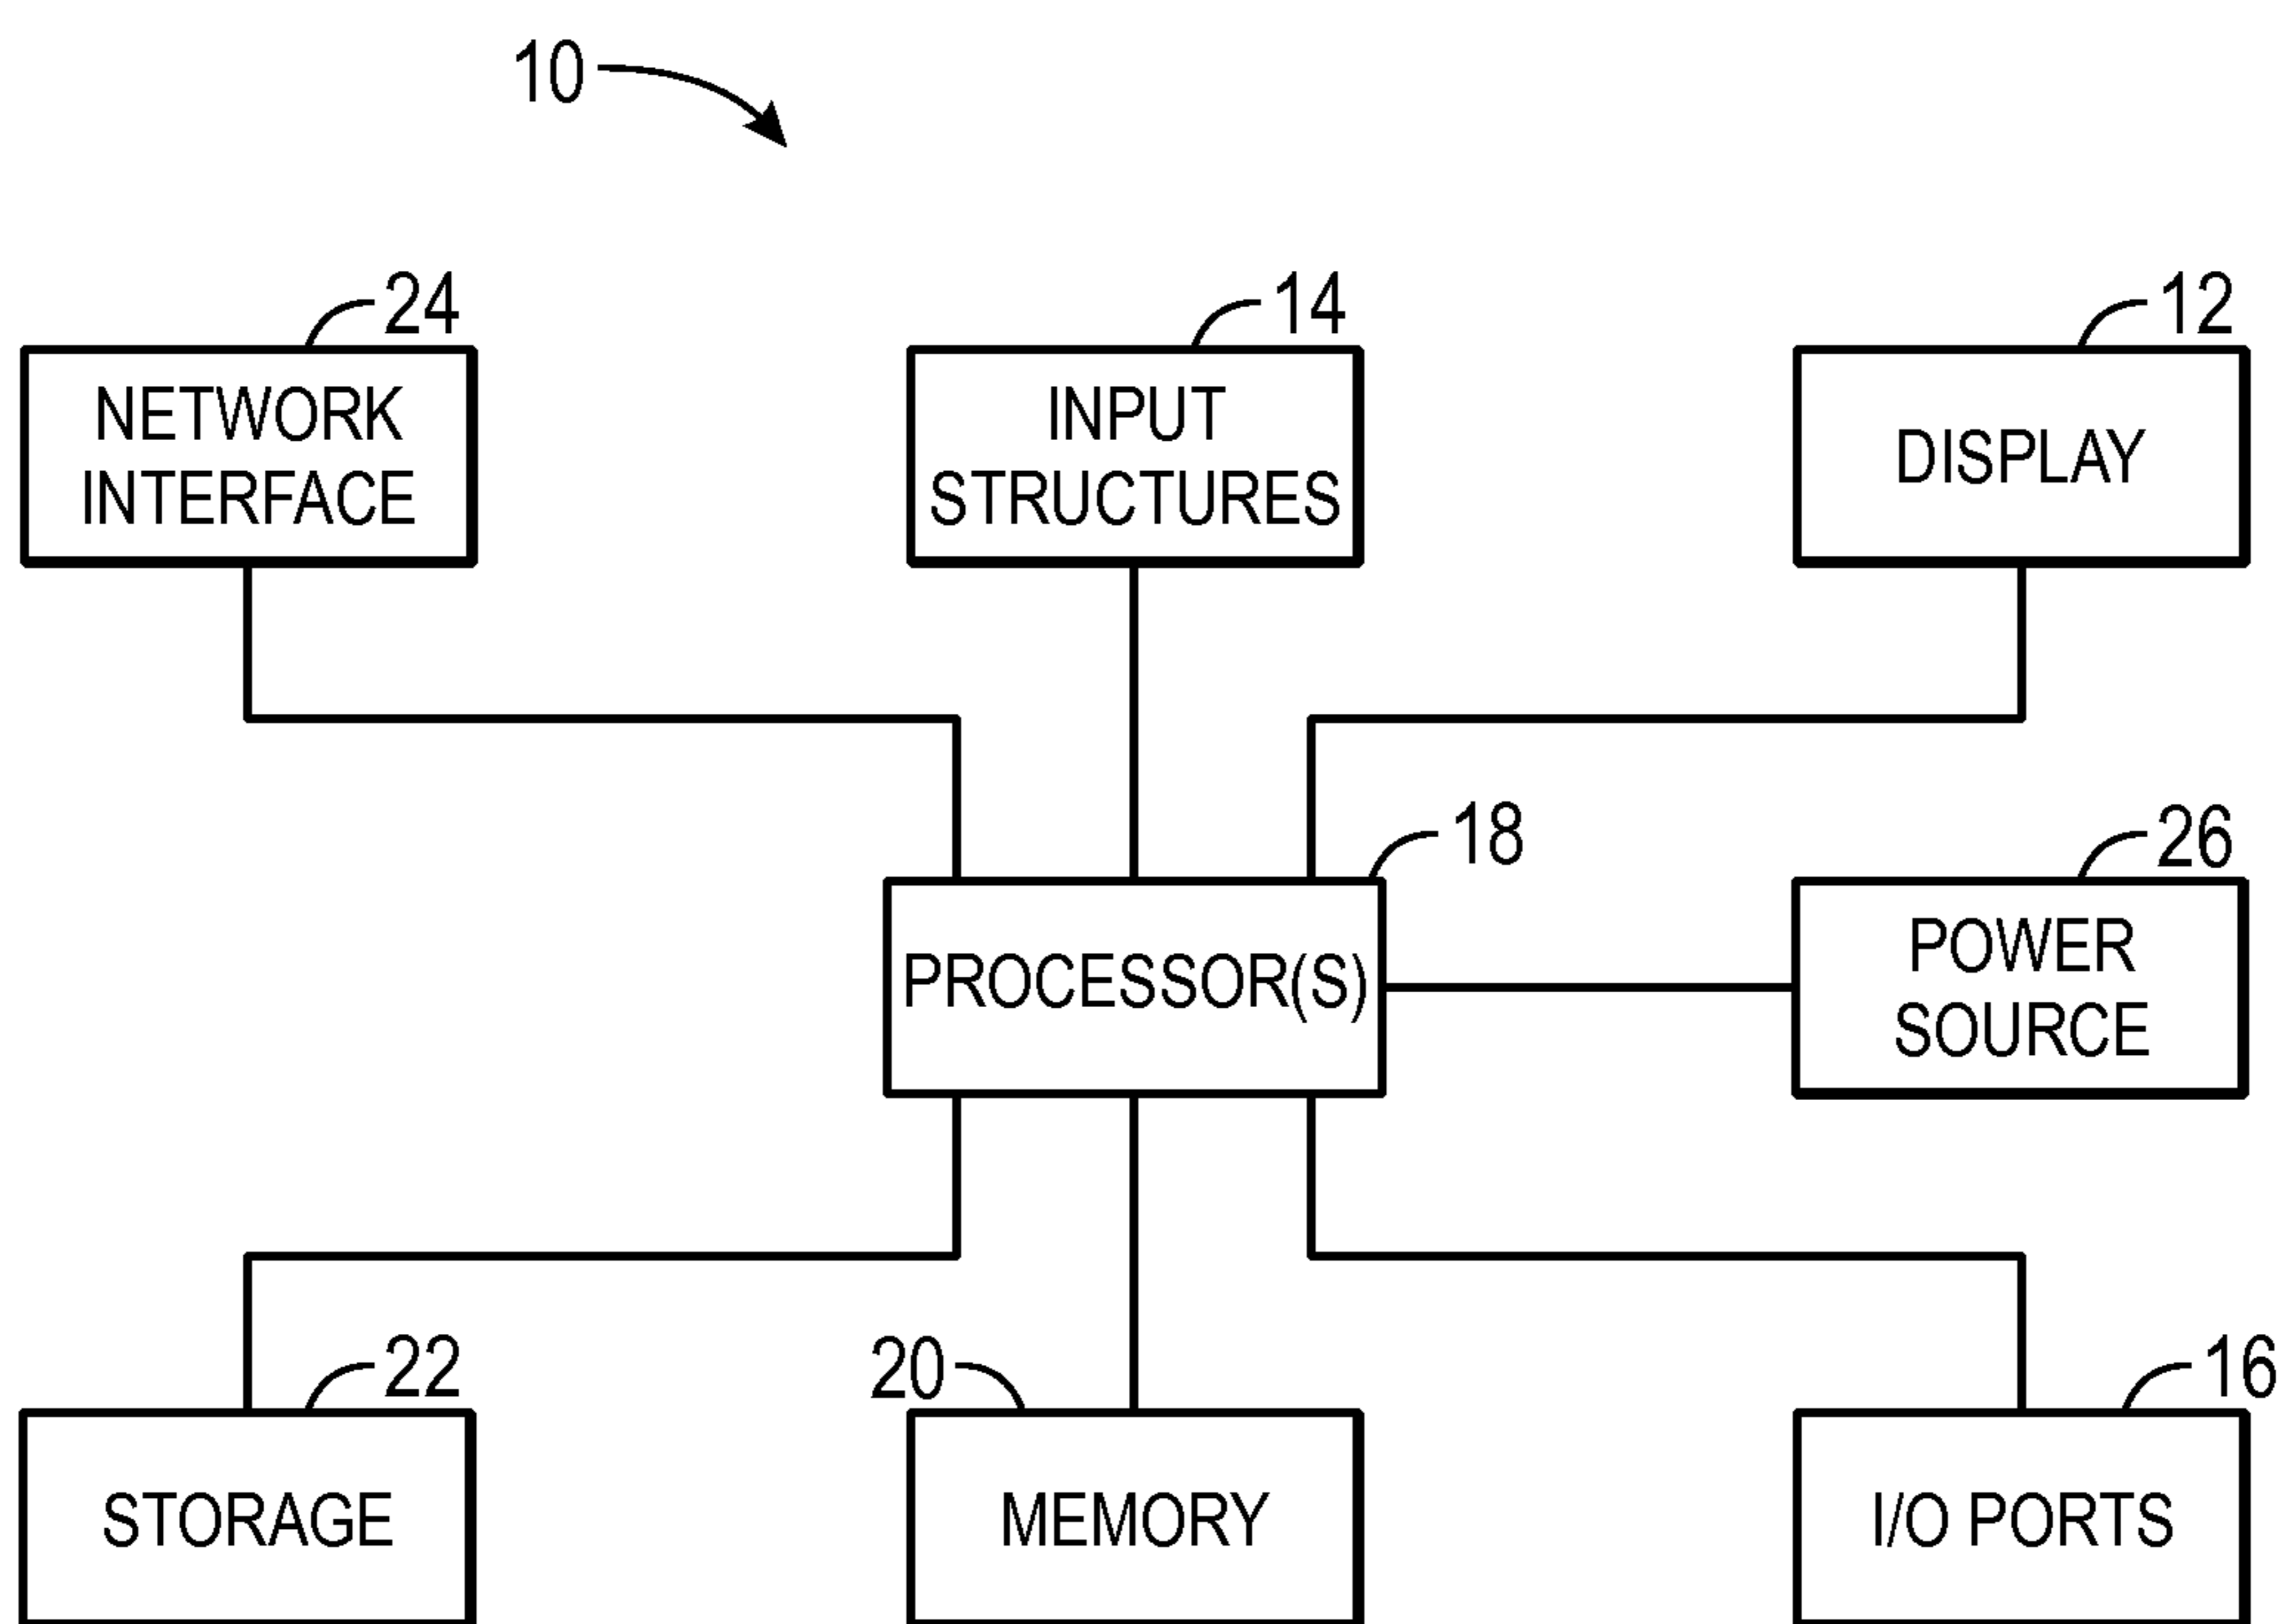 10
24
14
12
NETWORK
INTERFACE
INPUT
STRUCTURES
DISPLAY
18
26
PROCESSOR(S)
POWER
SOURCE
22
20
16
STORAGE
MEMORY
I/O PORTS